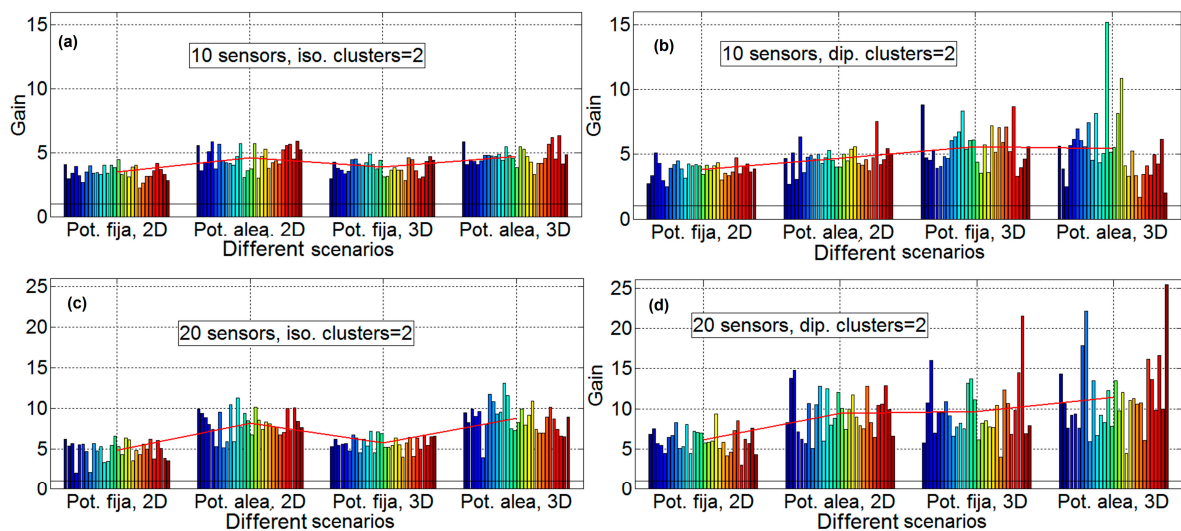 15
10
5
0
Gain
(a)
10 sensors, iso. clusters=2
Pot. fija, 2D
Pot. alea. 2D
Pot. fija, 3D
Pot. alea, 3D
Different scenarios
15
10
5
0
Gain
(b)
10 sensors, dip. clusters=2
Pot. fija, 2D
Pot. alea, 2D
Pot. fija, 3D
Pot. alea, 3D
Different scenarios
25
20
15
10
5
0
Gain
(c)
20 sensors, iso. clusters=2
Pot. fija, 2D
Pot. alea, 2D
Pot. fija, 3D
Pot. alea, 3D
Different scenarios
25
20
15
10
5
0
Gain
(d)
20 sensors, dip. clusters=2
Pot. fija, 2D
Pot. alea, 2D
Pot. fija, 3D
Pot. alea, 3D
Different scenarios